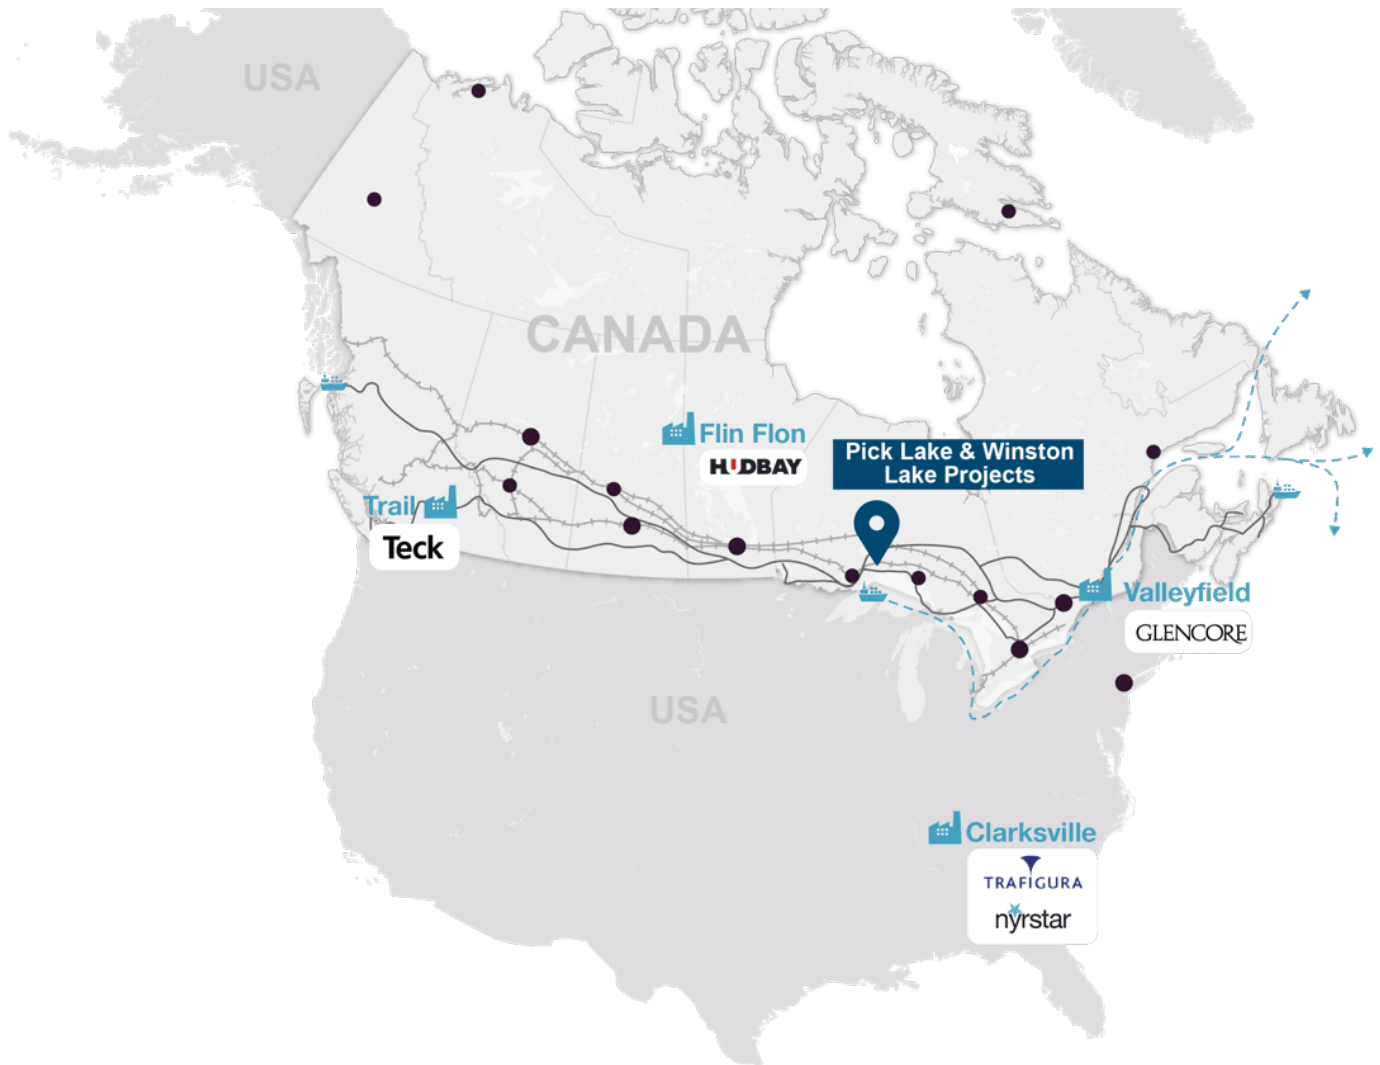 USA
CANADA
Flin Flon
HUDBAY
Pick Lake & Winston
Lake Projects
Trail
Teck
Valleyfield
GLENCORE
USA
Clarksville
TRAFIGURA
nyrstar